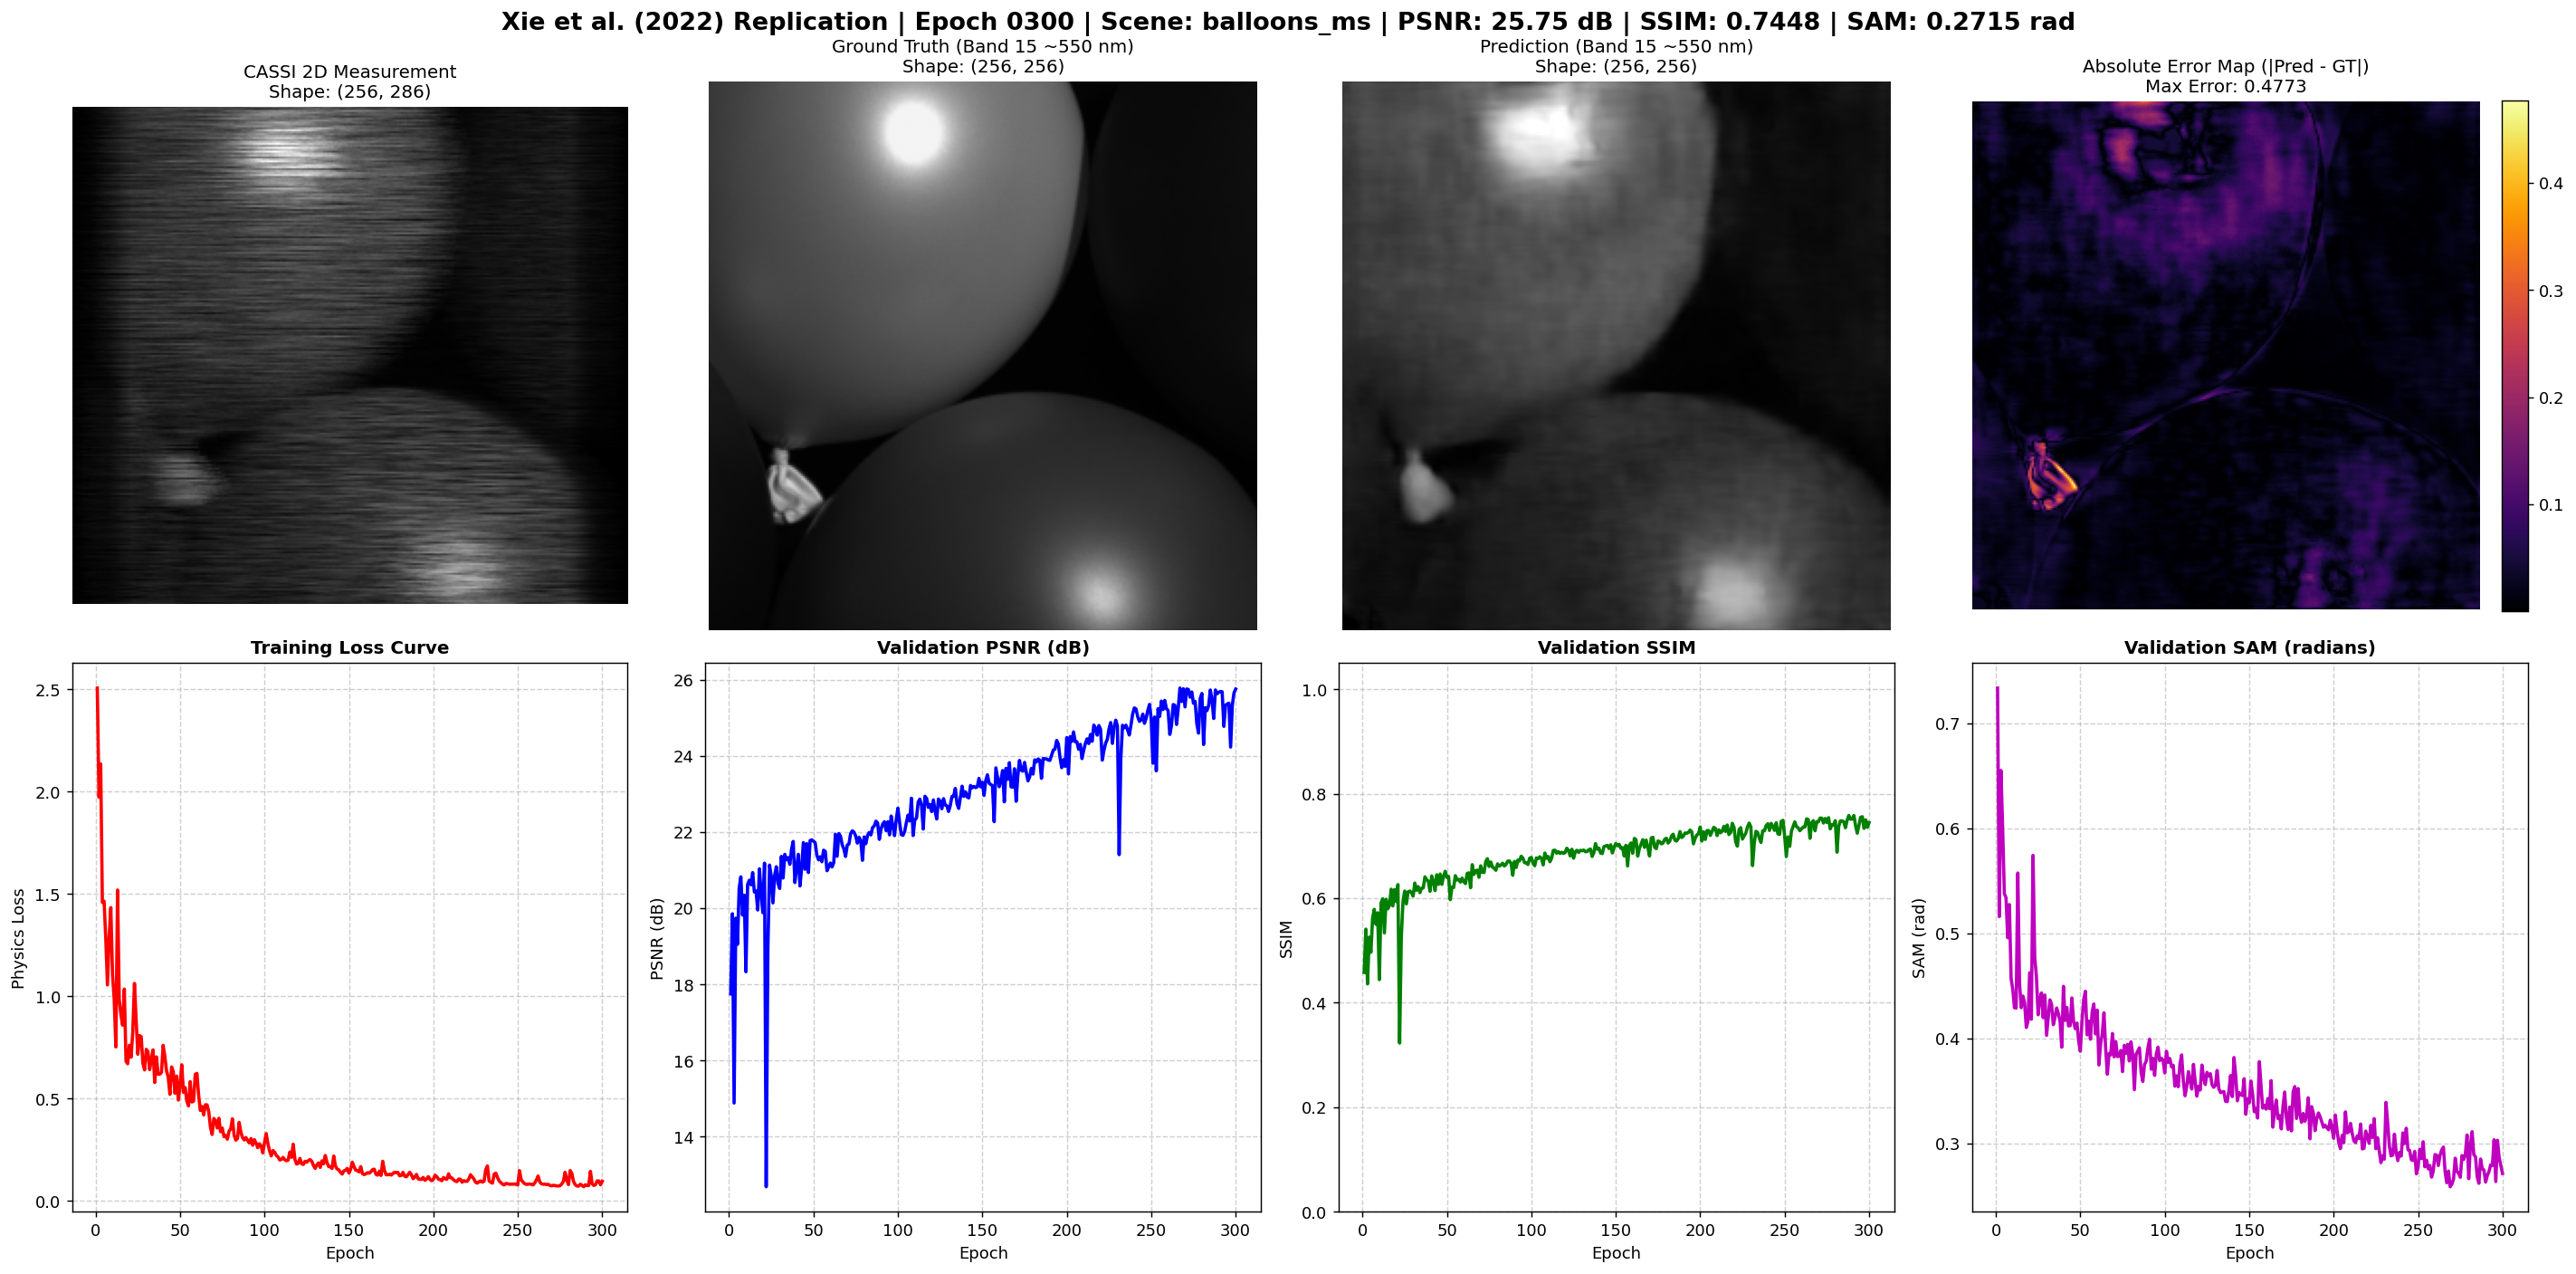 Xie et al. (2022) Replication | Epoch 0300 | Scene: balloons_ms | PSNR: 25.75 dB | SSIM: 0.7448 | SAM: 0.2715 rad
CASSI 2D Measurement
Shape: (256, 286)
Ground Truth (Band 15 ~550 nm)
Shape: (256, 256)
Prediction (Band 15 ~550 nm)
Shape: (256, 256)
Absolute Error Map (|Pred - GT|)
Max Error: 0.4773
0.4
0.3
0.2
0.1
Training Loss Curve
Physics Loss
2.5
2.0
1.5
1.0
0.5
0.0
0 50 100 150 200 250 300
Epoch
Validation PSNR (dB)
PSNR (dB)
26
24
22
20
18
16
14
0 50 100 150 200 250 300
Epoch
Validation SSIM
SSIM
1.0
0.8
0.6
0.4
0.2
0.0
0 50 100 150 200 250 300
Epoch
Validation SAM (radians)
SAM (rad)
0.7
0.6
0.5
0.4
0.3
0 50 100 150 200 250 300
Epoch